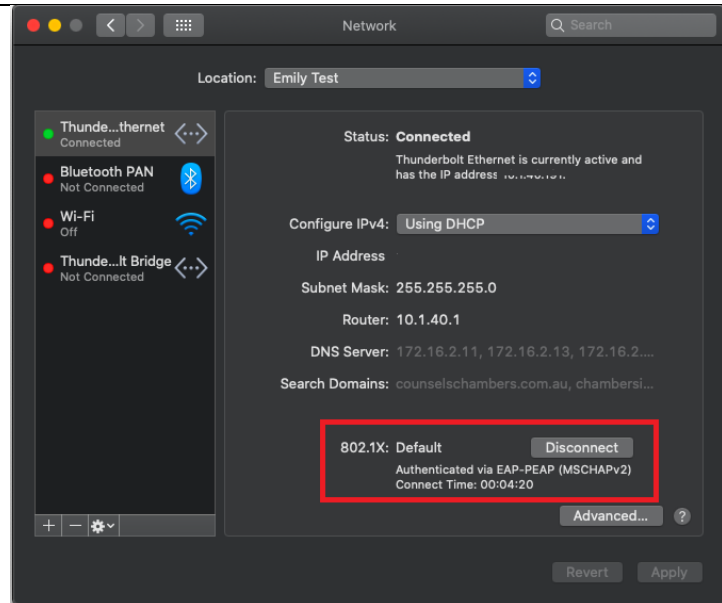 Network
Search
Location: Emily Test
Thunde...thernet
Connected
Bluetooth PAN
Not Connected
Wi-Fi
Off
Thunde...lt Bridge
Not Connected
Status: Connected
Thunderbolt Ethernet is currently active and
has the IP address
Configure IPv4: Using DHCP
IP Address
Subnet Mask: 255.255.255.0
Router: 10.1.40.1
DNS Server: 172.16.2.11, 172.16.2.13, 172.16.2....
Search Domains: counselschambers.com.au, chambersi...
802.1X: Default Disconnect
Authenticated via EAP-PEAP (MSCHAPv2)
Connect Time: 00:04:20
Advanced... ?
Revert Apply